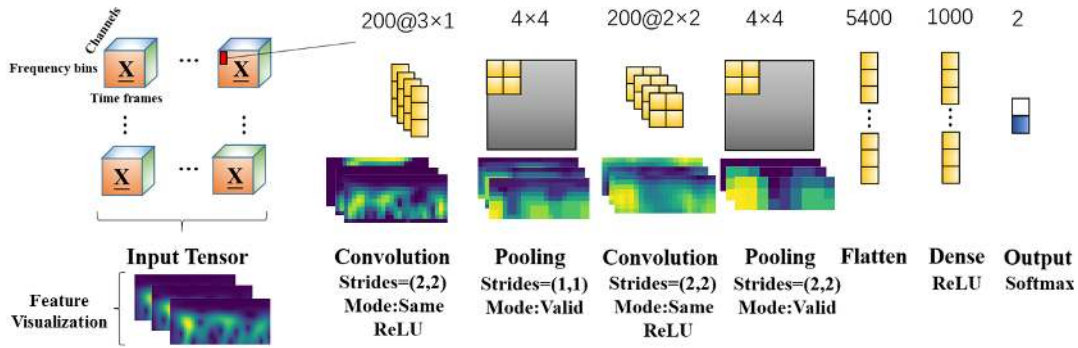 200@3×1
4×4
200@2×2
4×4
5400
1000
2
Channels
Frequency bins
X
...
X
Time frames
...
...
X
...
X
...
...
Input Tensor
Convolution
Strides=(2,2)
Mode:Same
ReLU
Pooling
Strides=(1,1)
Mode:Valid
Convolution
Strides=(2,2)
Mode:Same
ReLU
Pooling
Strides=(2,2)
Mode:Valid
Flatten
Dense
ReLU
Output
Softmax
Feature
Visualization